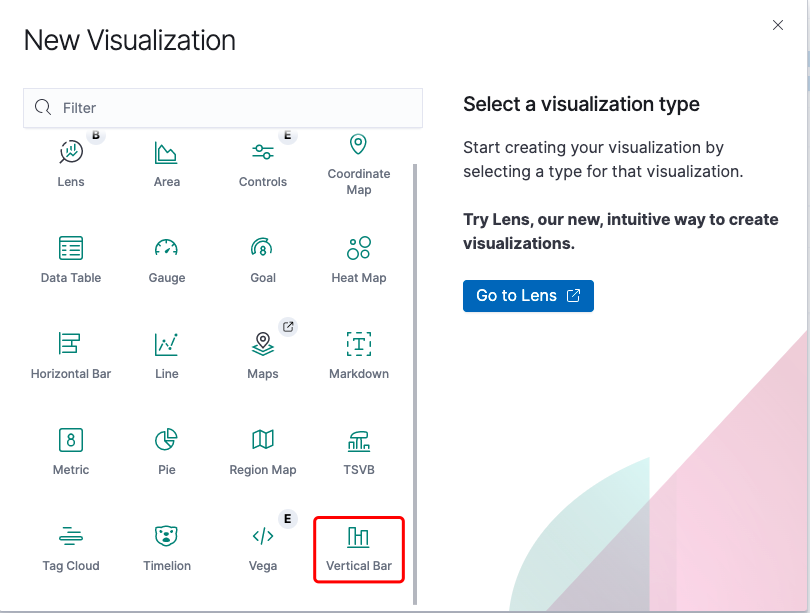 New Visualization
Filter
Select a visualization type
Start creating your visualization by
selecting a type for that visualization.
Try Lens, our new, intuitive way to create
visualizations.
Go to Lens
B
E
Lens
Area
Controls
Coordinate
Map
Data Table
Gauge
8
Goal
Heat Map
Horizontal Bar
Line
Maps
T
Markdown
8
Metric
Pie
Region Map
TSVB
E
Tag Cloud
Timelion
</>
Vega
Vertical Bar